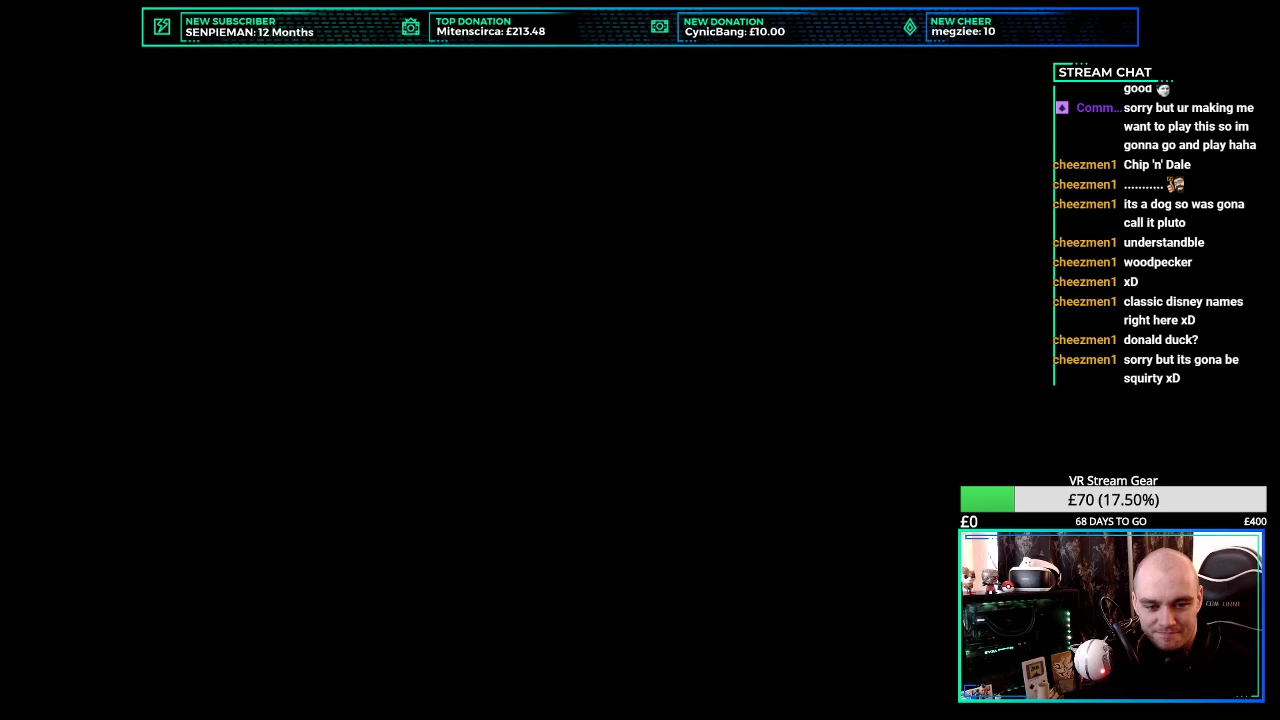 NEW SUBSCRIBER
SENPIEMAN: 12 Months
TOP DONATION
Mitenscirca: £213.48
NEW DONATION
CynicBang: £10.00
NEW CHEER
megziee: 10
STREAM CHAT
good
Comm... sorry but ur making me
want to play this so im
gonna go and play haha
cheezmen1 Chip 'n' Dale
cheezmen1 ...........
cheezmen1 its a dog so was gona
call it pluto
cheezmen1 understandble
cheezmen1 woodpecker
cheezmen1 xD
cheezmen1 classic disney names
right here xD
cheezmen1 donald duck?
cheezmen1 sorry but its gona be
squirty xD
VR Stream Gear
£70 (17.50%)
£0 68 DAYS TO GO £400